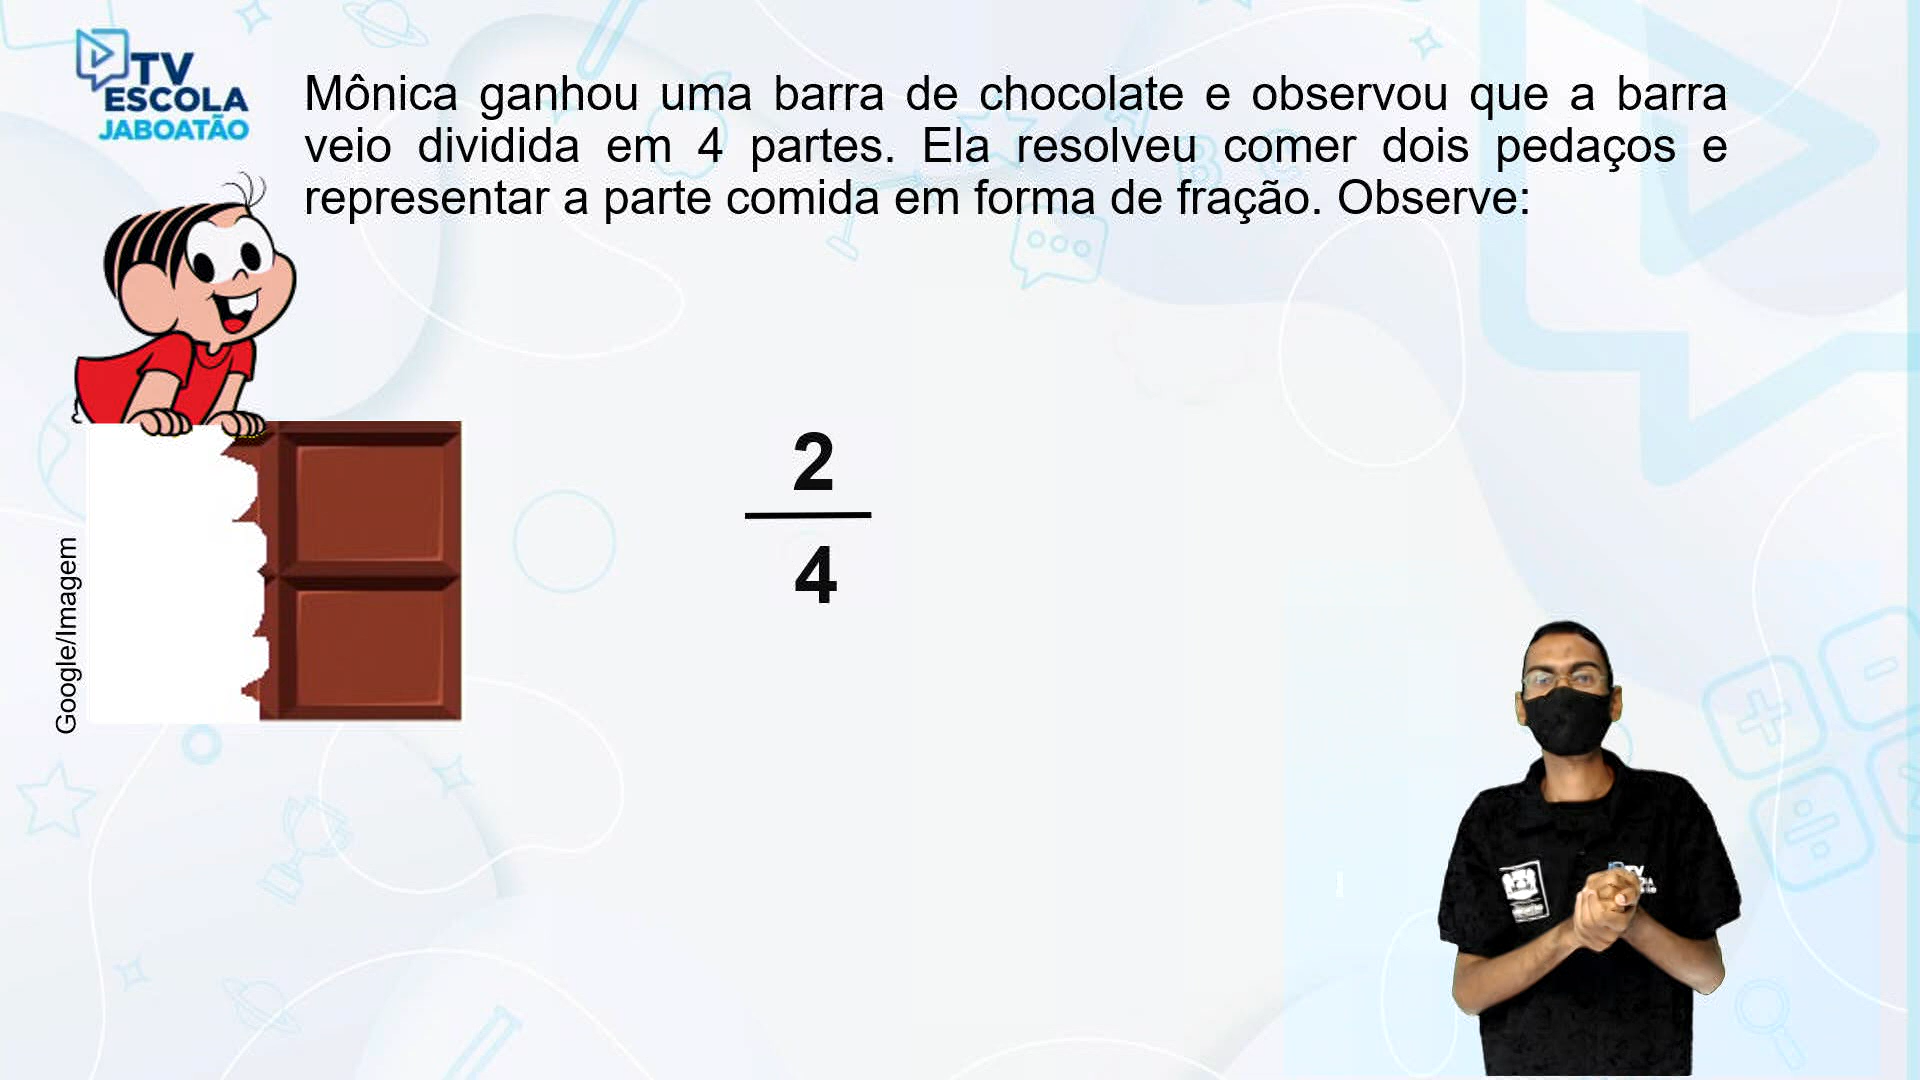 TV
ESCOLA
JABOATÃO
Mônica ganhou uma barra de chocolate e observou que a barra
veio dividida em 4 partes. Ela resolveu comer dois pedaços e
representar a parte comida em forma de fração. Observe:
2
4
Google/Imagem
TV